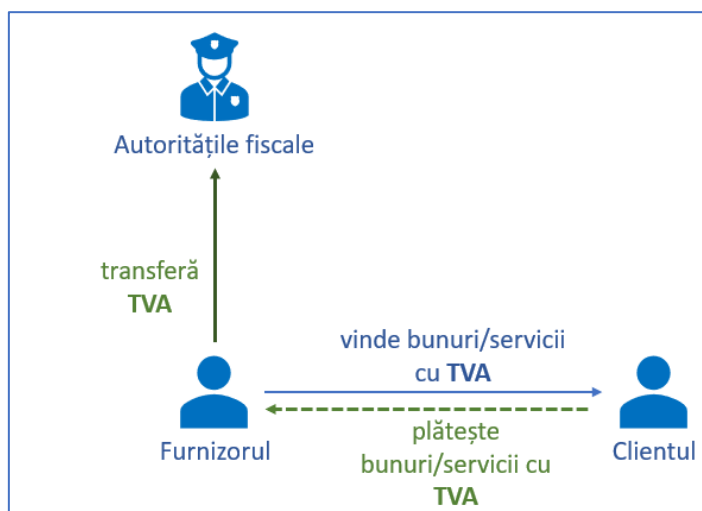 Autoritățile fiscale
transferă
TVA
vinde bunuri/servicii
cu TVA
Furnizorul
plătește
bunuri/servicii cu
TVA
Clientul